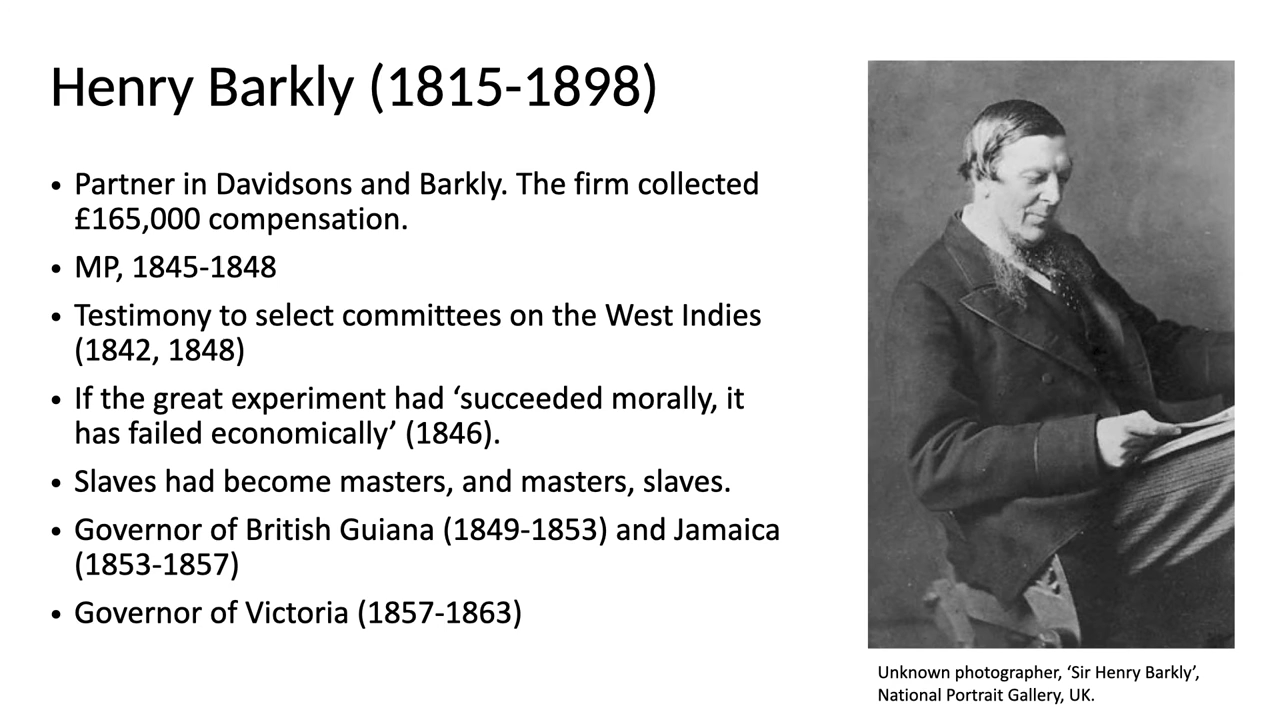 Henry Barkly (1815-1898)
• Partner in Davidsons and Barkly. The firm collected
£165,000 compensation.
• MP, 1845-1848
• Testimony to select committees on the West Indies
(1842, 1848)
• If the great experiment had ‘succeeded morally, it
has failed economically’ (1846).
• Slaves had become masters, and masters, slaves.
• Governor of British Guiana (1849-1853) and Jamaica
(1853-1857)
• Governor of Victoria (1857-1863)
Unknown photographer, ‘Sir Henry Barkly’,
National Portrait Gallery, UK.